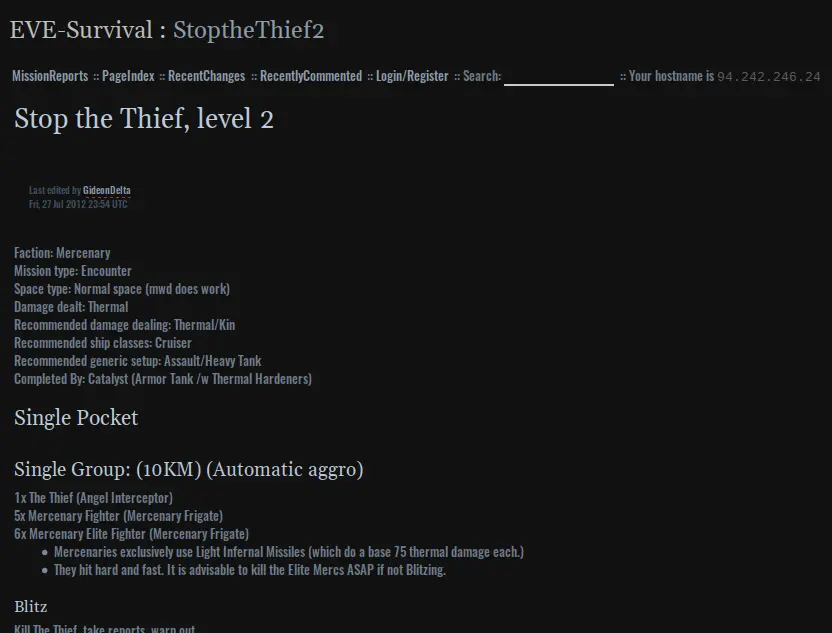 EVE-Survival : StoptheThief2
MissionReports :: PageIndex :: RecentChanges :: RecentlyCommented :: Login/Register :: Search: :: Your hostname is 94.242.246.24
Stop the Thief, level 2
Last edited by GideonDelta
Fri, 27 Jul 2012 23:54 UTC
Faction: Mercenary
Mission type: Encounter
Space type: Normal space (mwd does work)
Damage dealt: Thermal
Recommended damage dealing: Thermal/Kin
Recommended ship classes: Cruiser
Recommended generic setup: Assault/Heavy Tank
Completed By: Catalyst (Armor Tank /w Thermal Hardeners)
Single Pocket
Single Group: (10KM) (Automatic aggro)
1x The Thief (Angel Interceptor)
5x Mercenary Fighter (Mercenary Frigate)
6x Mercenary Elite Fighter (Mercenary Frigate)
• Mercenaries exclusively use Light Infernal Missiles (which do a base 75 thermal damage each.)
• They hit hard and fast. It is advisable to kill the Elite Mercs ASAP if not Blitzing.
Blitz
Kill The Thief, take reports, warp out